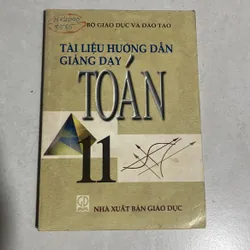 BỘ GIÁO DỤC VÀ ĐÀO TẠO
TÀI LIỆU HƯỚNG DẪN
GIẢNG DẠY
TOÁN
11
NHÀ XUẤT BẢN GIÁO DỤC